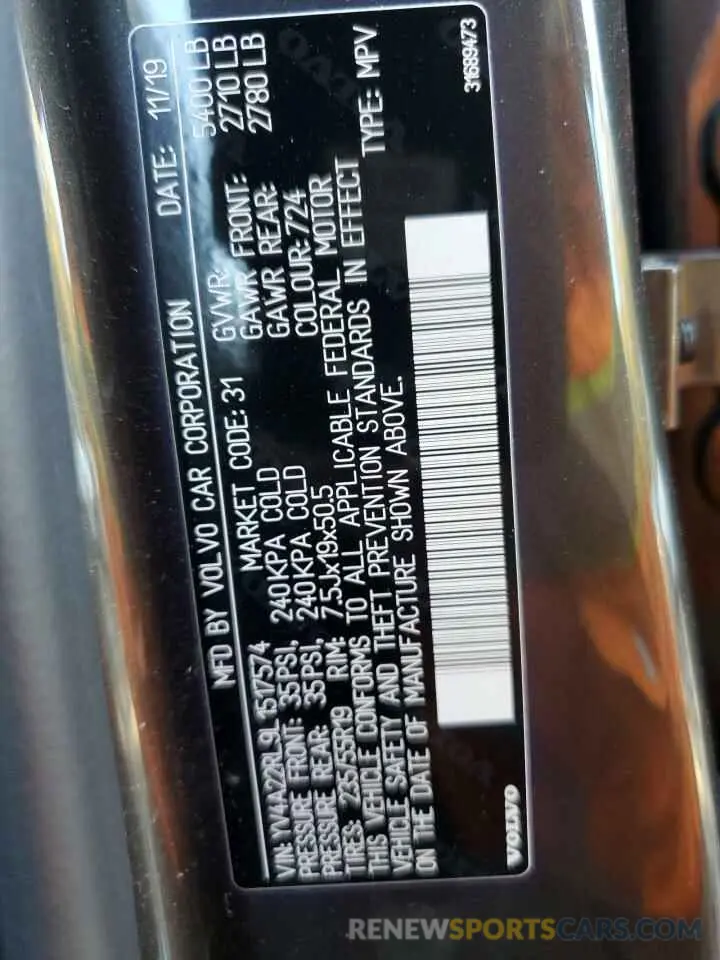 MFD BY VOLVO CAR CORPORATION DATE: 11/19
GVWR: 5400 LB
MARKET CODE: 31 GAWR FRONT: 2710 LB
GAWR REAR: 2780 LB
VIN: YV4A22RL9L1517574
PRESSURE FRONT: 35PSI, 240KPA COLD COLOUR: 724
PRESSURE REAR: 35PSI, 240KPA COLD
TIRES: 235/55R19 RIM: 7.5Jx19x50.5 TYPE: MPV
THIS VEHICLE CONFORMS TO ALL APPLICABLE FEDERAL MOTOR
VEHICLE SAFETY AND THEFT PREVENTION STANDARDS IN EFFECT
ON THE DATE OF MANUFACTURE SHOWN ABOVE.
VOLVO
31689473
RENEWSPORTSCARS.COM